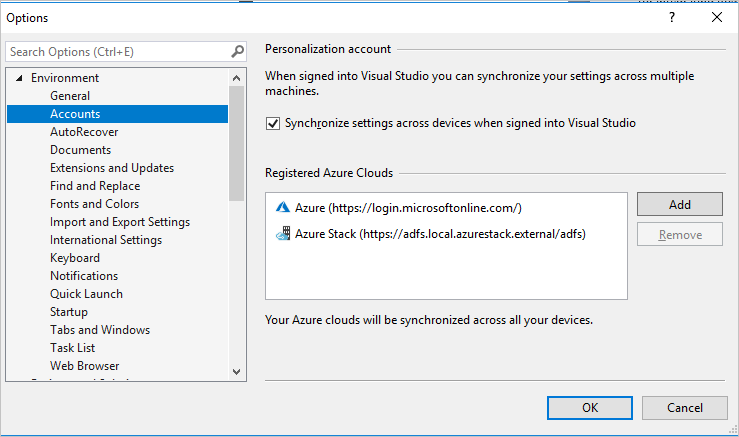 Options
?
Search Options (Ctrl+E)
Environment
General
Accounts
AutoRecover
Documents
Extensions and Updates
Find and Replace
Fonts and Colors
Import and Export Settings
International Settings
Keyboard
Notifications
Quick Launch
Startup
Tabs and Windows
Task List
Web Browser
Personalization account
When signed into Visual Studio you can synchronize your settings across multiple
machines.
Synchronize settings across devices when signed into Visual Studio
Registered Azure Clouds
Azure (https://login.microsoftonline.com/)
Azure Stack (https://adfs.local.azurestack.external/adfs)
Add
Remove
Your Azure clouds will be synchronized across all your devices.
OK
Cancel